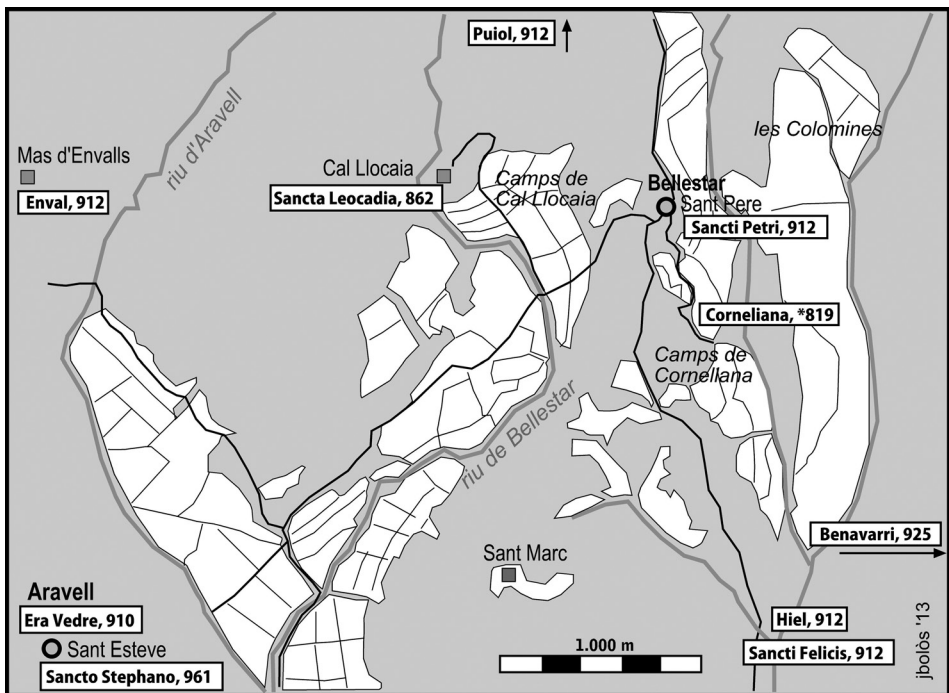 Puiol, 912
riu d'Aravell
les Colomines
Mas d'Envalls
Enval, 912
Cal Llocaia
Sancta Leocadia, 862
Camps de
Cal Llocaia
Bellestar
Sant Pere
Sancti Petri, 912
Corneliana, *819
Camps de
Cornellana
riu de Bellestar
Benavarri, 925
Sant Marc
Aravell
Era Vedre, 910
Sant Esteve
Sancto Stephano, 961
1.000 m
Hiel, 912
Sancti Felicis, 912
jbolòs '13